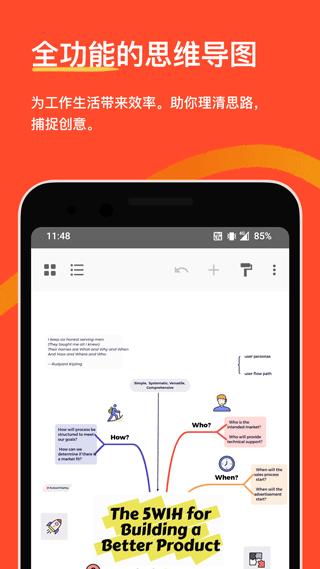 全功能的思维导图
为工作生活带来效率。助你理清思路，
捕捉创意。
11:48
85%
I keep six honest serving-men
(They taught me all I knew)
Their names are What and Why and When
And How and Where and Who.
—Rudyard Kipling
user personas
user flow path
Simple, Systematic, Versatile,
Comprehensive
How will process be
structured to meet
our goals?
How can we
determine if there is
a market fit?
How?
Who?
Who is the
intended market?
Who will provide
technical support?
When?
When will the
sales process
start?
When will the
advertisement
start?
The 5W1H for
Building a
Better Product